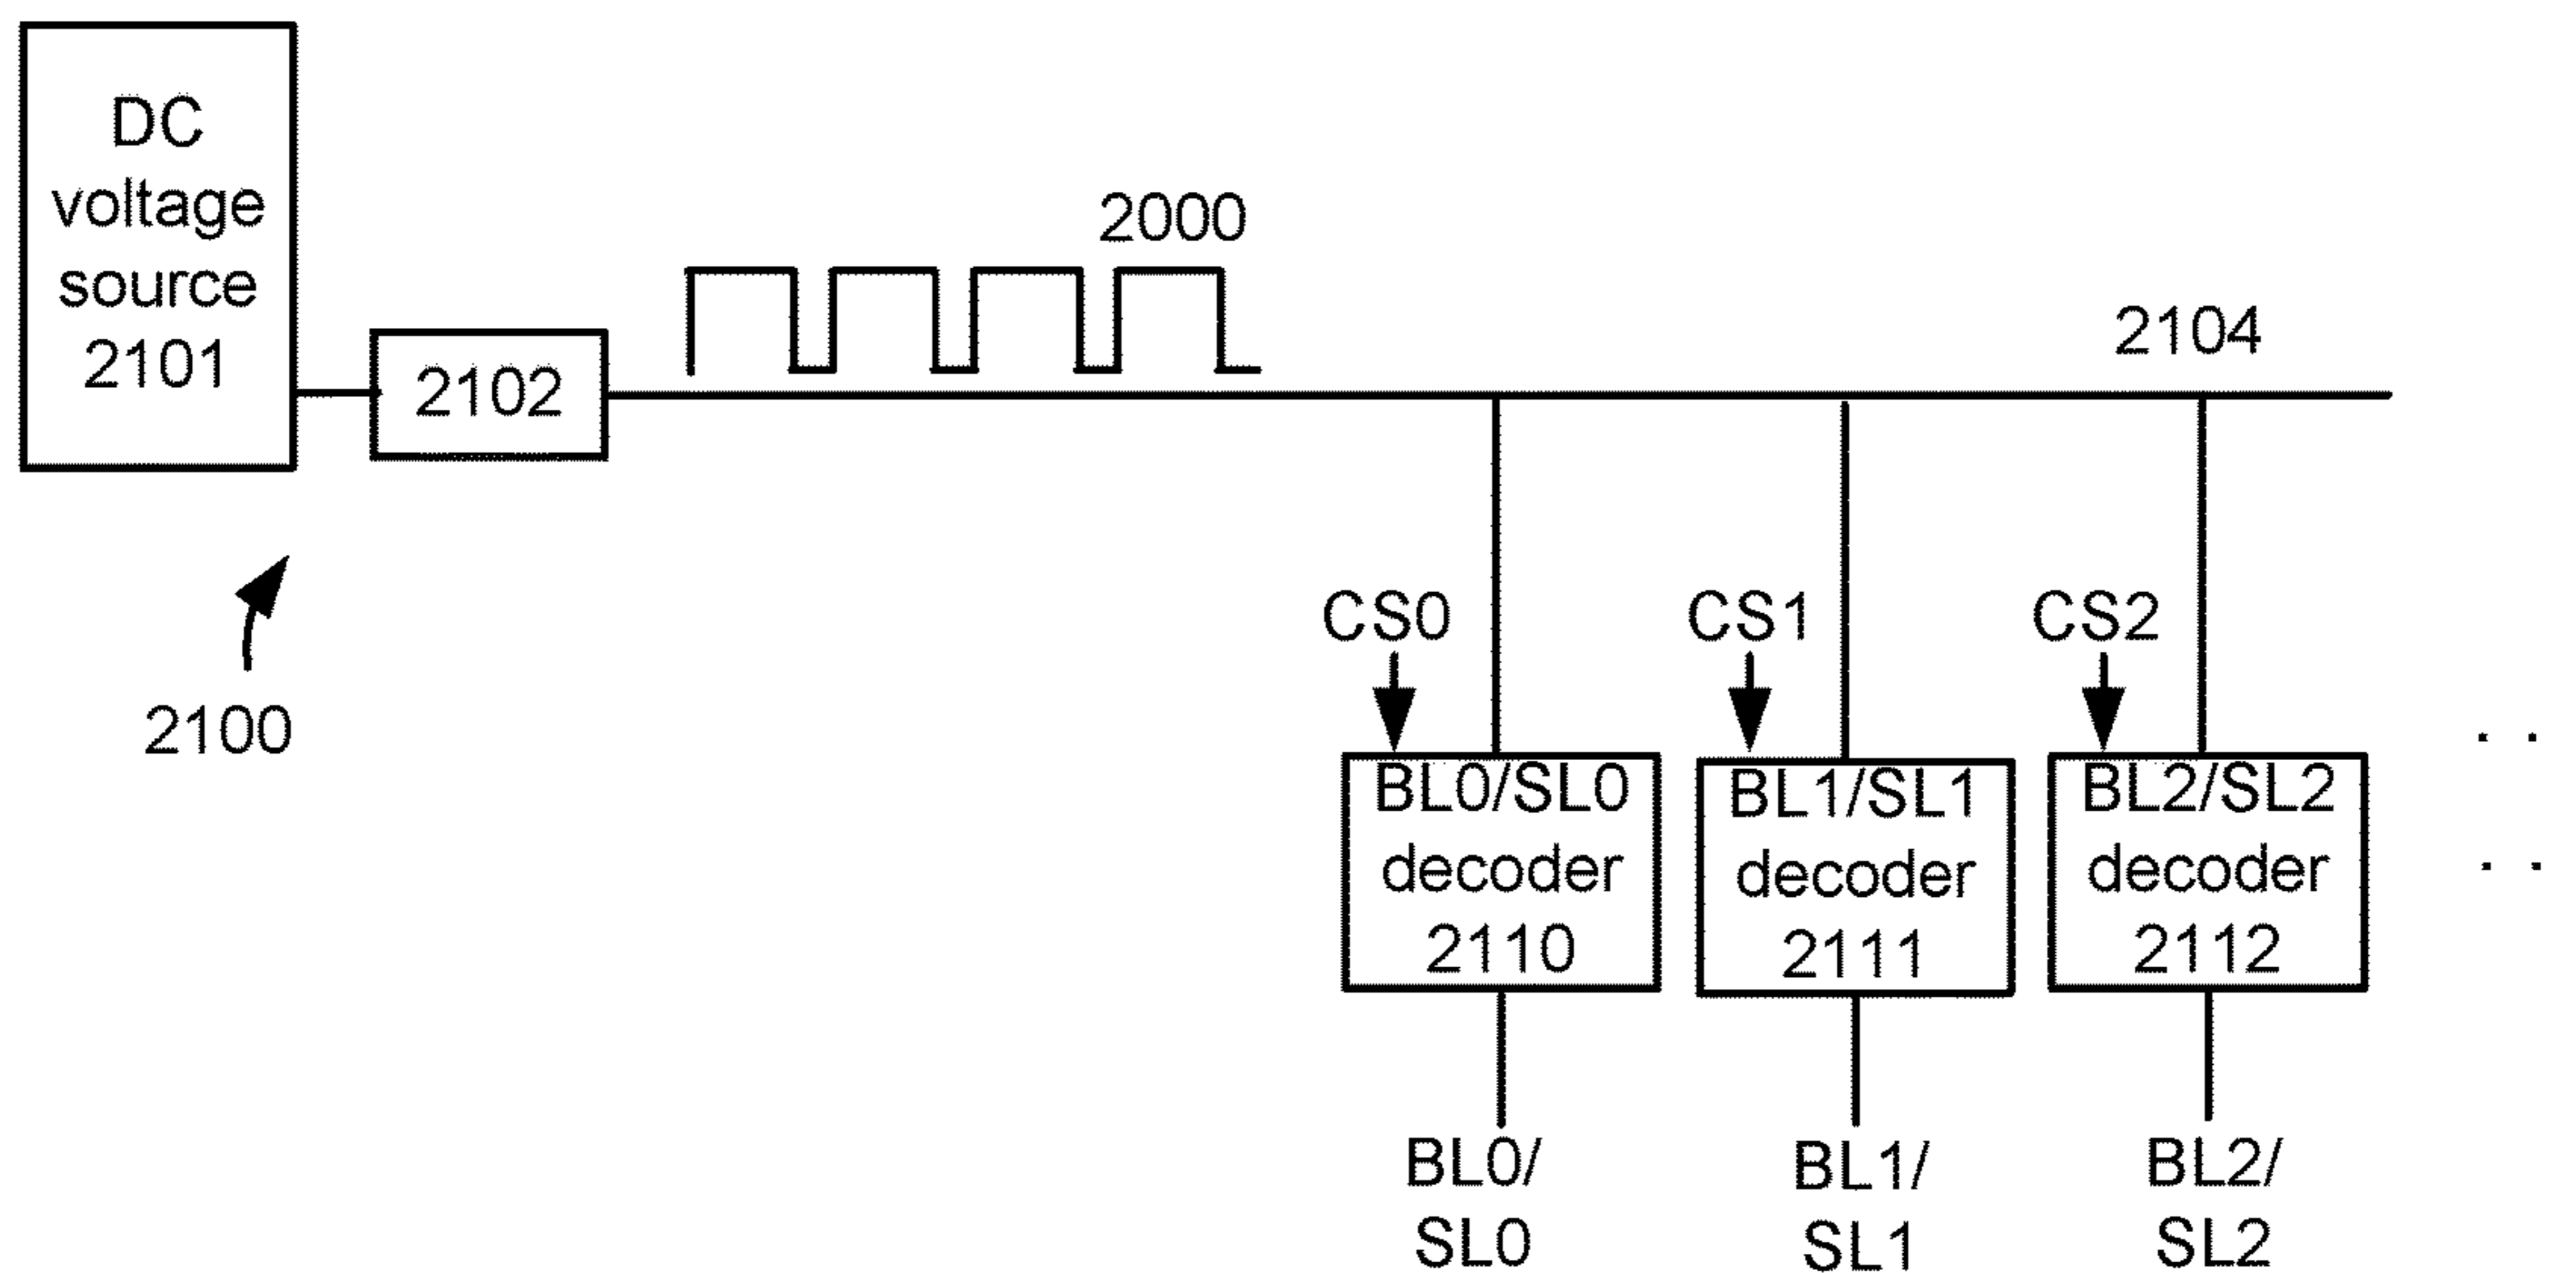 DC
voltage
source
2101
2102
2000
2104
2100
CS0
CS1
CS2
BL0/SL0
decoder
2110
BL1/SL1
decoder
2111
BL2/SL2
decoder
2112
BL0/
SL0
BL1/
SL1
BL2/
SL2